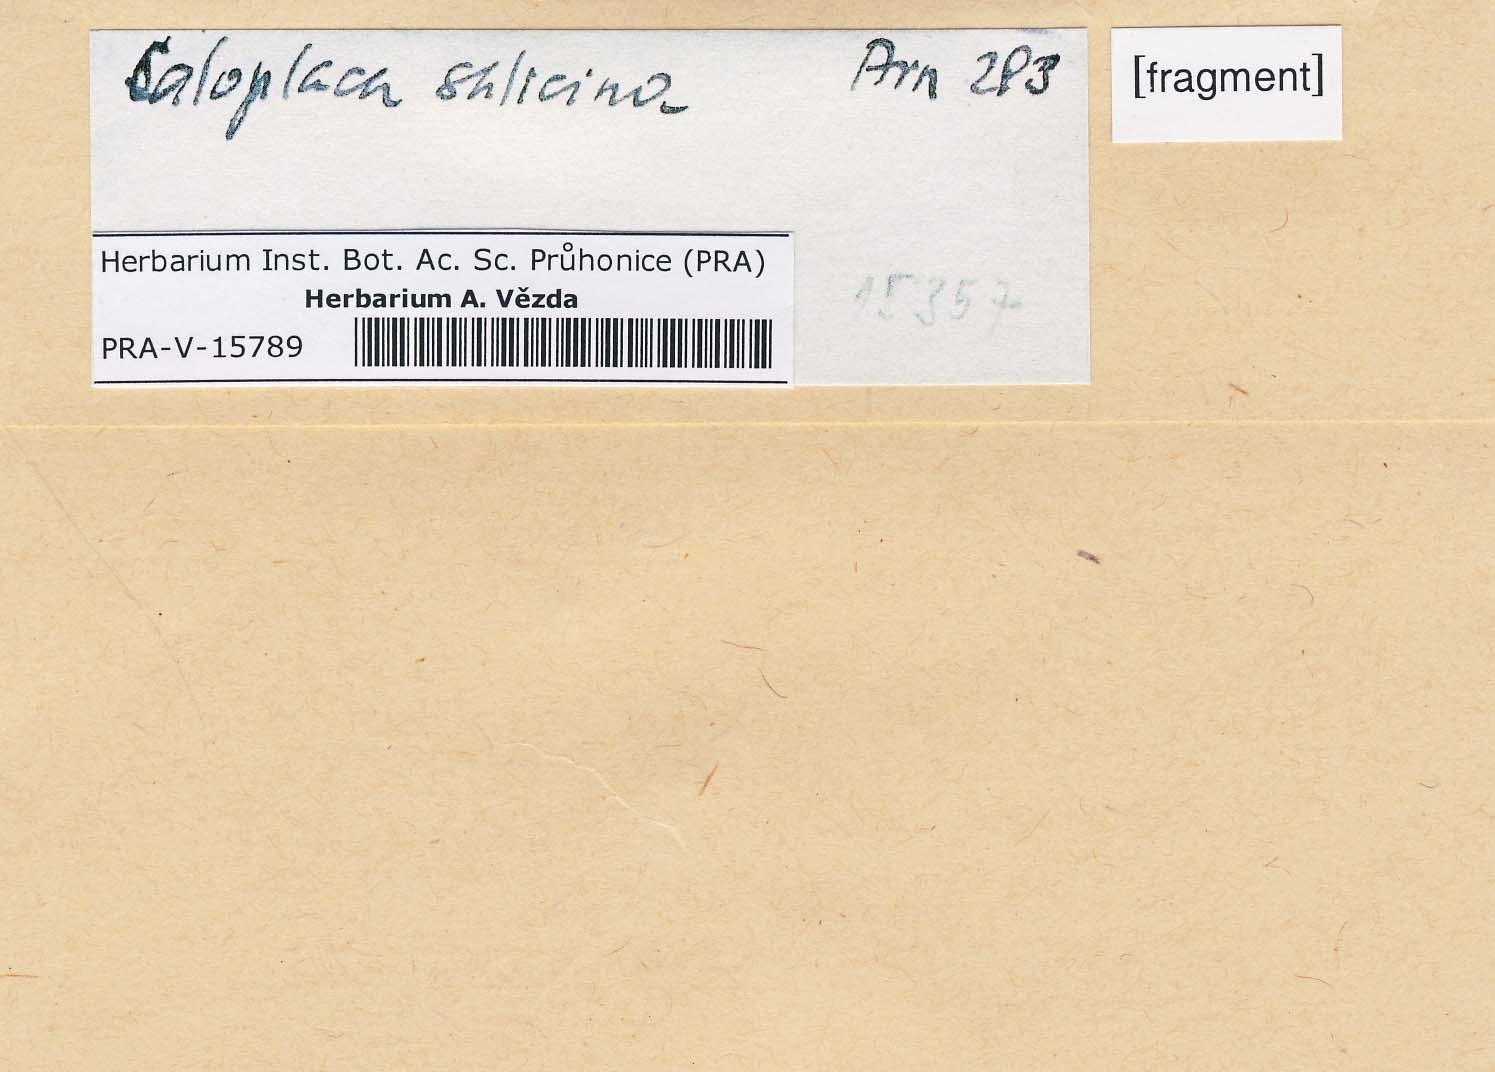 Caloplaca salicina Arn 283
[fragment]
Herbarium Inst. Bot. Ac. Sc. Průhonice (PRA)
Herbarium A. Vězda
15357
PRA-V-15789